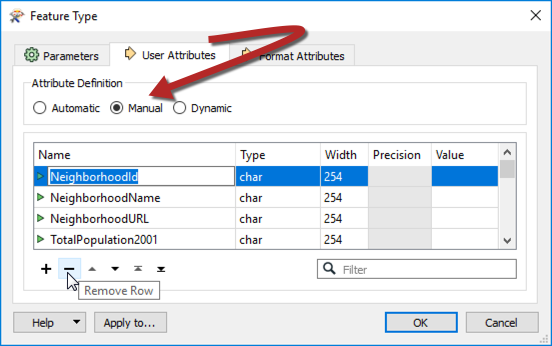 Feature Type
Parameters User Attributes Format Attributes
Attribute Definition
Automatic Manual Dynamic
Name Type Width Precision Value
NeighborhoodId char 254
NeighborhoodName char 254
NeighborhoodURL char 254
TotalPopulation2001 char 254
Filter
Remove Row
Help Apply to... OK Cancel